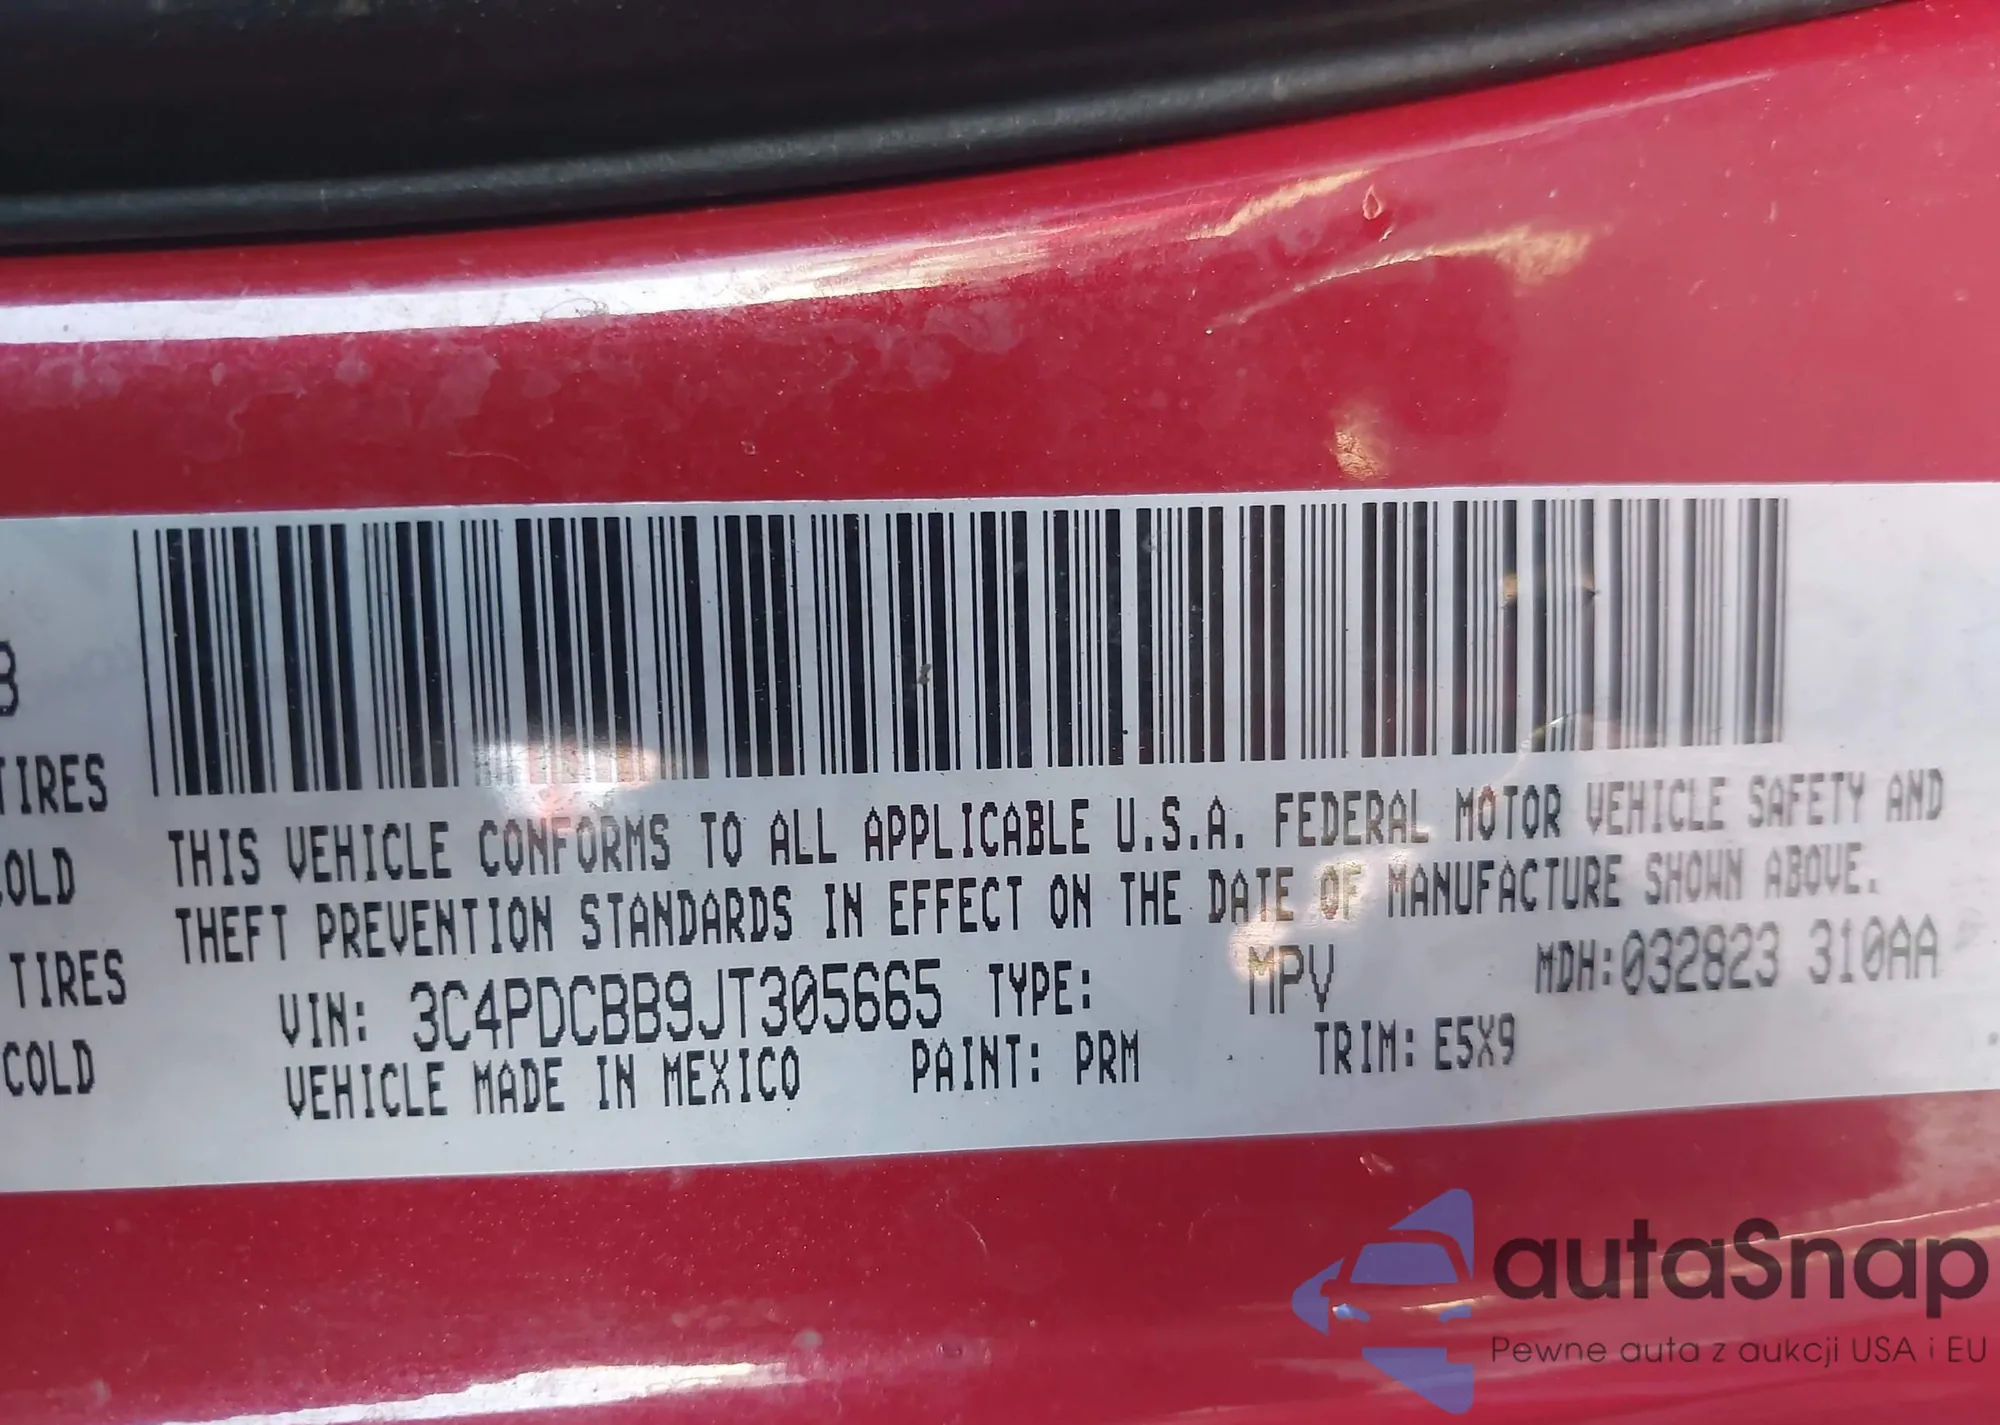 3
TIRES
COLD
TIRES
COLD
THIS VEHICLE CONFORMS TO ALL APPLICABLE U.S.A. FEDERAL MOTOR VEHICLE SAFETY AND
THEFT PREVENTION STANDARDS IN EFFECT ON THE DATE OF MANUFACTURE SHOWN ABOVE.
VIN: 3C4PDCBB9JT305665 TYPE: MPV MDH:032823 310AA
VEHICLE MADE IN MEXICO PAINT: PRM TRIM: E5X9
autaSnap
Pewne auta z aukcji USA i EU